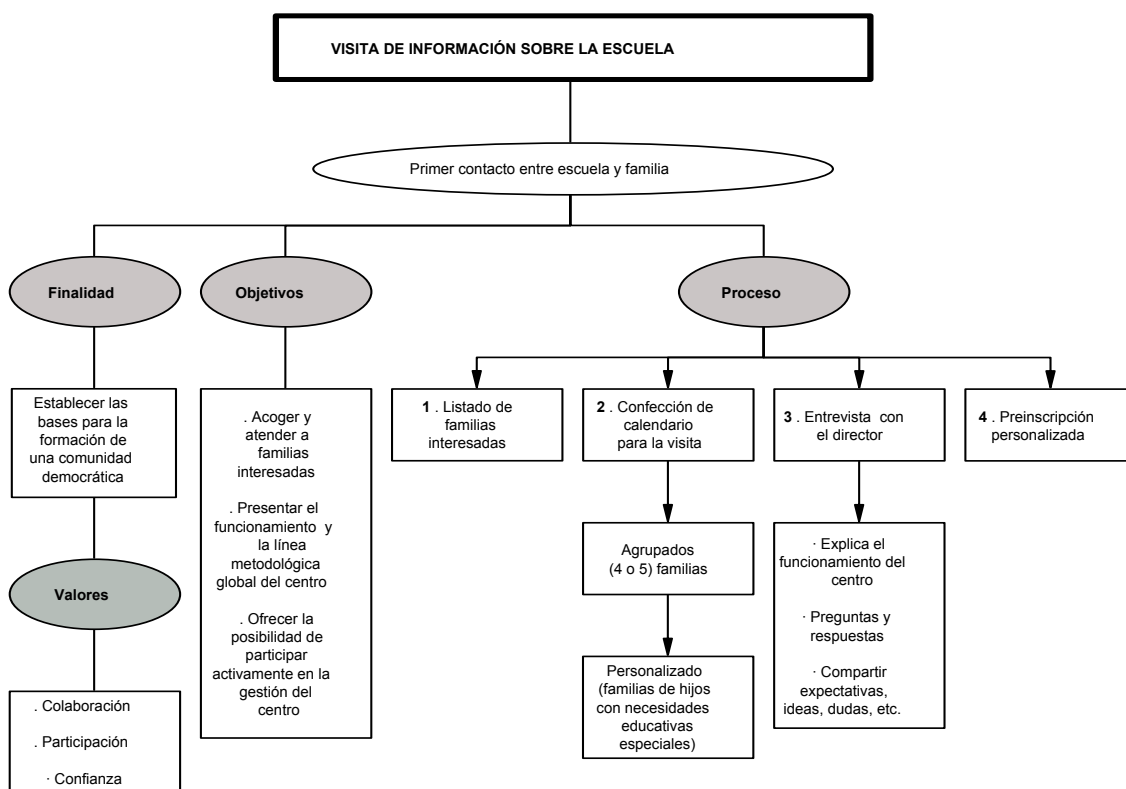 VISITA DE INFORMACIÓN SOBRE LA ESCUELA
Primer contacto entre escuela y familia
Finalidad
Objetivos
Proceso
Establecer las
bases para la
formación de
una comunidad
democrática
Valores
. Colaboración
. Participación
· Confianza
. Acoger y
atender a
familias
interesadas
. Presentar el
funcionamiento y
la línea
metodológica
global del centro
. Ofrecer la
posibilidad de
participar
activamente en la
gestión del
centro
1 . Listado de
familias
interesadas
2 . Confección de
calendario
para la visita
Agrupados
(4 o 5) familias
Personalizado
(familias de hijos
con necesidades
educativas
especiales)
3 . Entrevista con
el director
· Explica el
funcionamiento del
centro
· Preguntas y
respuestas
· Compartir
expectativas,
ideas, dudas, etc.
4 . Preinscripción
personalizada